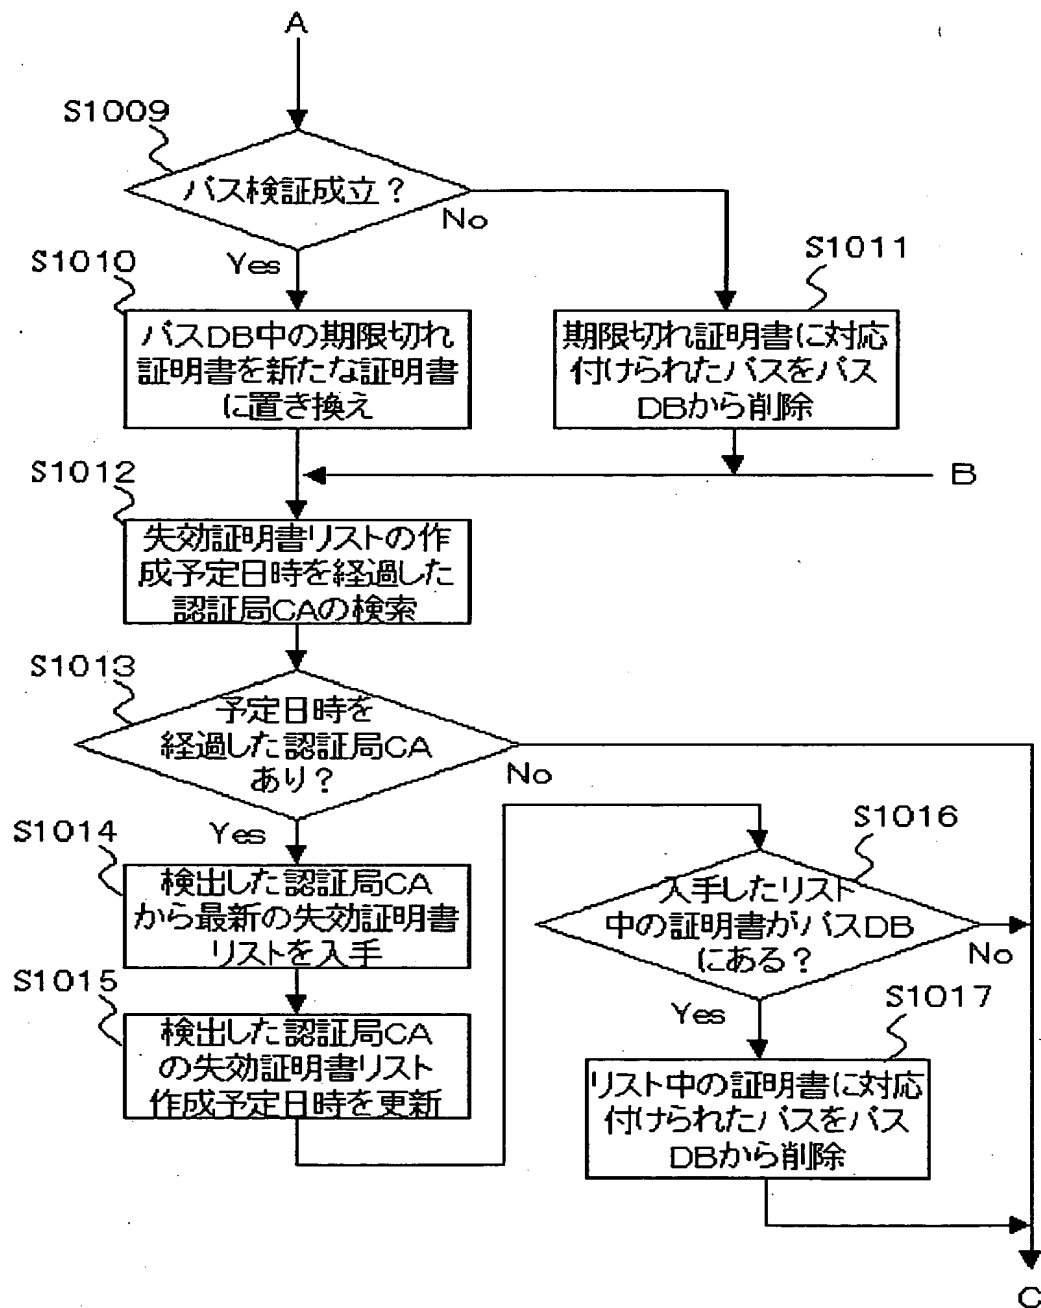 A
S1009
パス検証成立？
No
Yes
S1010
S1011
パスDB中の期限切れ
証明書を新たな証明書
に置き換え
期限切れ証明書に対応
付けられたパスをパス
DBから削除
B
S1012
失効証明書リストの作
成予定日時を経過した
認証局CAの検索
S1013
予定日時を
経過した認証局CA
あり？
No
Yes
S1014
検出した認証局CA
から最新の失効証明書
リストを入手
S1015
検出した認証局CA
の失効証明書リスト
作成予定日時を更新
S1016
入手したリスト
中の証明書がパスDB
にある？
No
Yes
S1017
リスト中の証明書に対応
付けられたパスをパス
DBから削除
C